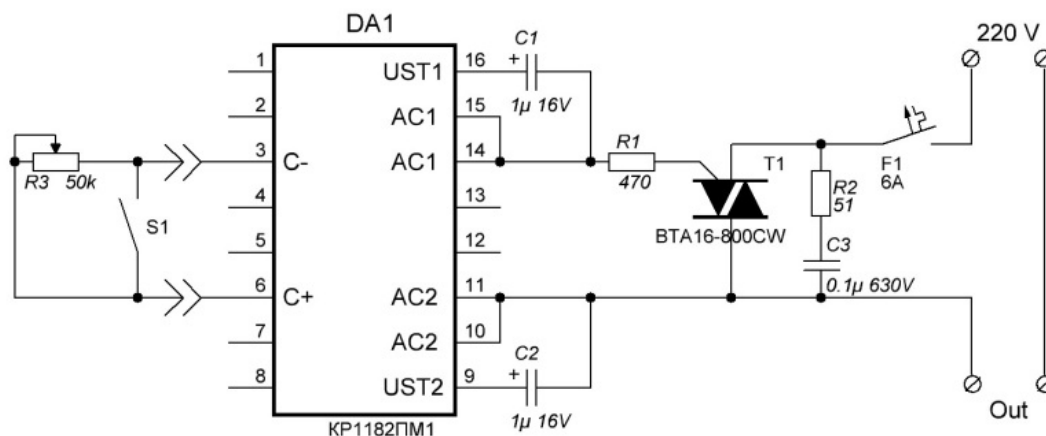 DA1
C1
220 V
1
UST1
16
+
1µ 16V
2
AC1
15
3
C-
AC1
14
R1
470
T1
F1
6A
R3
50k
S1
4
13
R2
51
BTA16-800CW
5
12
C3
0.1µ 630V
6
C+
AC2
11
7
AC2
10
C2
8
UST2
9
+
1µ 16V
Out
КР1182ПМ1